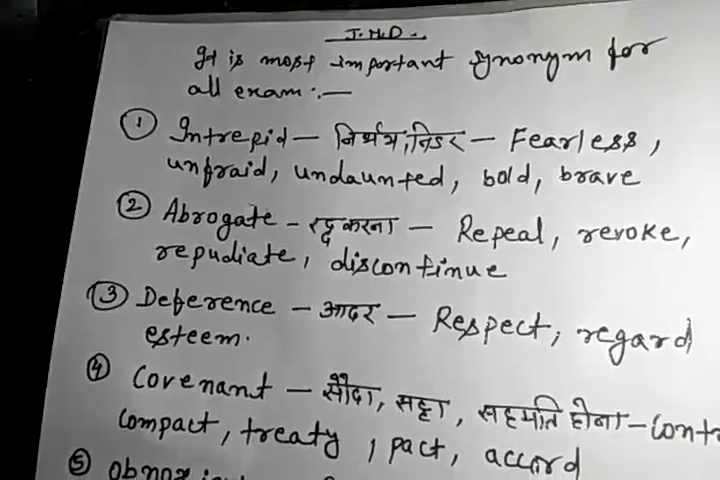 J.H.D.
It is most important synonym for
all exam :—
① Intrepid — निर्भय, निडर — Fearless,
unfraid, undaunted, bold, brave
② Abrogate — रद्द करना — Repeal, revoke,
repudiate, discontinue
③ Deference — आदर — Respect, regard
esteem.
④ Covenant — सौदा, सट्टा, सहमति होना — Contr
compact, treaty, pact, accord
⑤